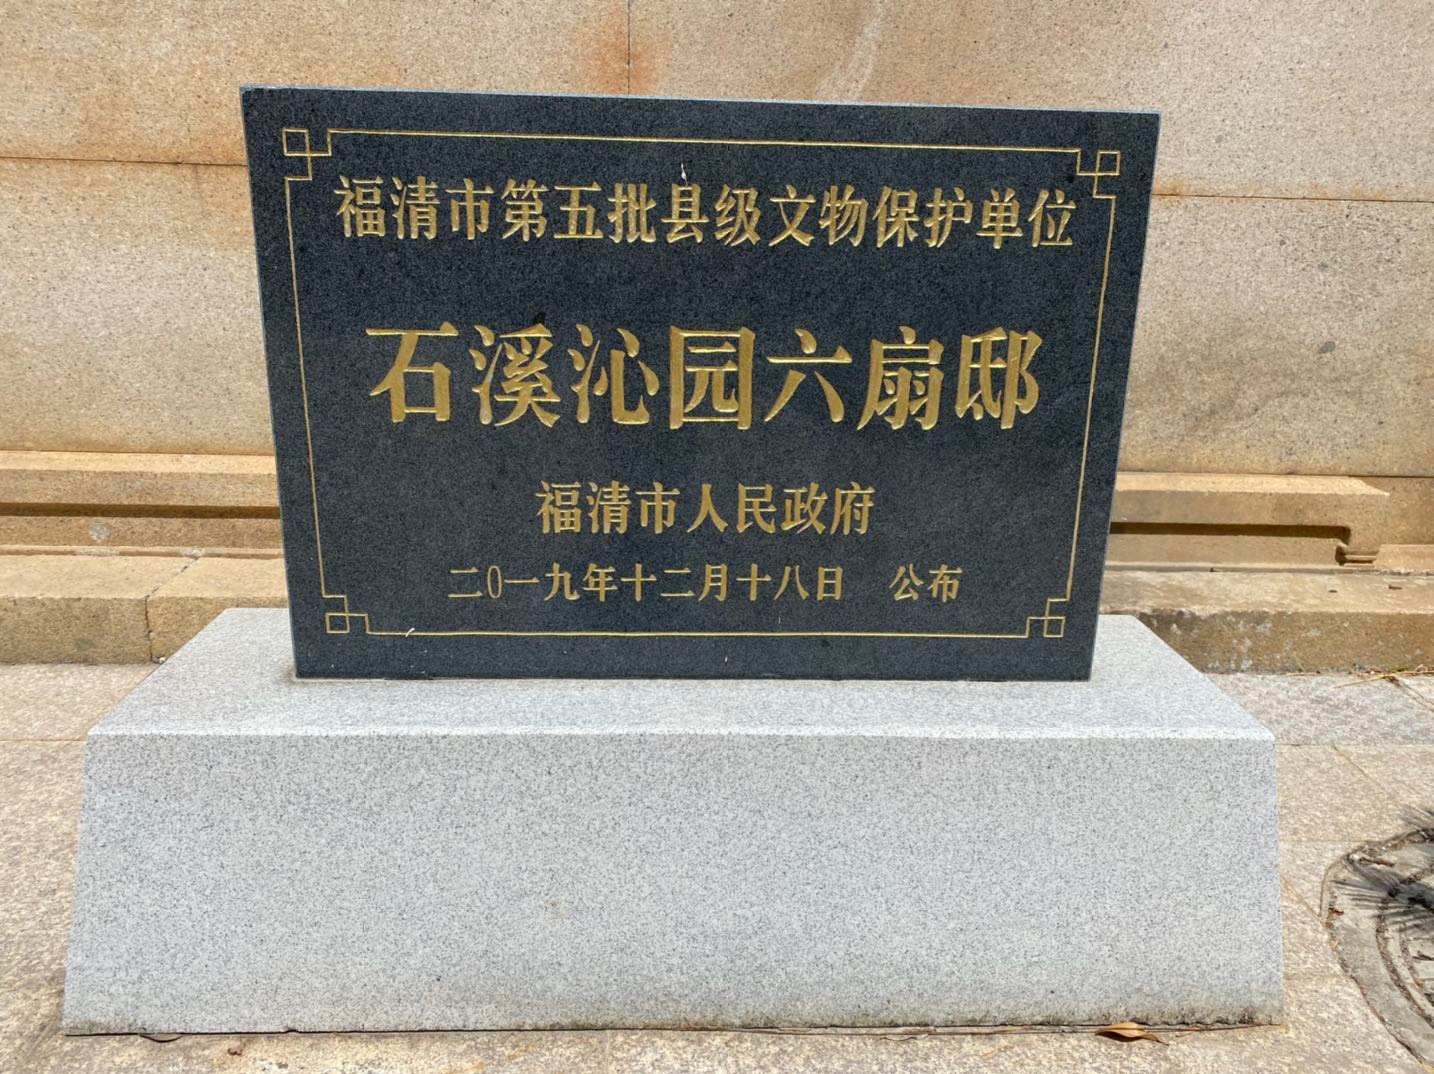 福清市第五批县级文物保护单位
石溪沁园六扇邸
福清市人民政府
二0一九年十二月十八日 公布